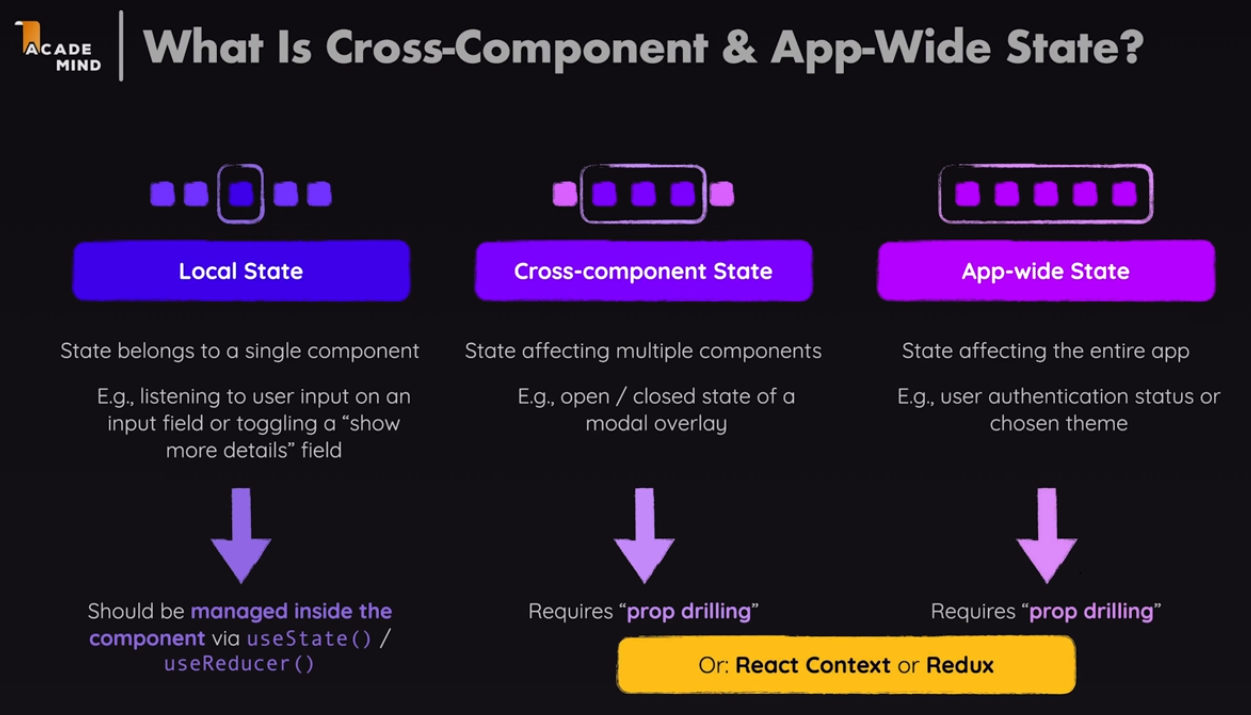 ACADE
MIND
What Is Cross-Component & App-Wide State?
Local State
State belongs to a single component
E.g., listening to user input on an
input field or toggling a “show
more details” field
Should be managed inside the
component via useState() /
useReducer()
Cross-component State
State affecting multiple components
E.g., open / closed state of a
modal overlay
Requires “prop drilling”
App-wide State
State affecting the entire app
E.g., user authentication status or
chosen theme
Requires “prop drilling”
Or: React Context or Redux